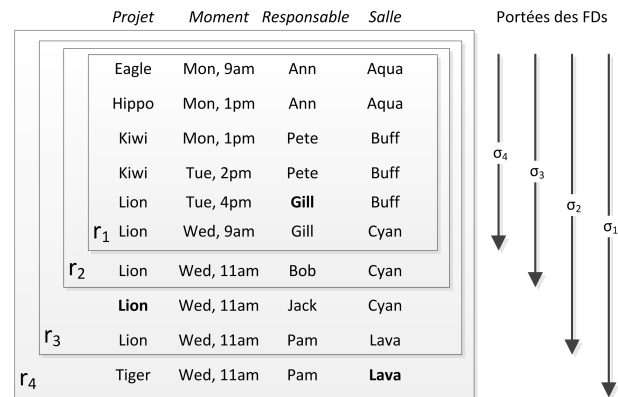 Projet Moment Responsable Salle Portées des FDs
Eagle Mon, 9am Ann Aqua
Hippo Mon, 1pm Ann Aqua
Kiwi Mon, 1pm Pete Buff
σ4
Kiwi Tue, 2pm Pete Buff
σ3
Lion Tue, 4pm Gill Buff
σ2
r1 Lion Wed, 9am Gill Cyan
σ1
r2 Lion Wed, 11am Bob Cyan
Lion Wed, 11am Jack Cyan
r3 Lion Wed, 11am Pam Lava
r4 Tiger Wed, 11am Pam Lava